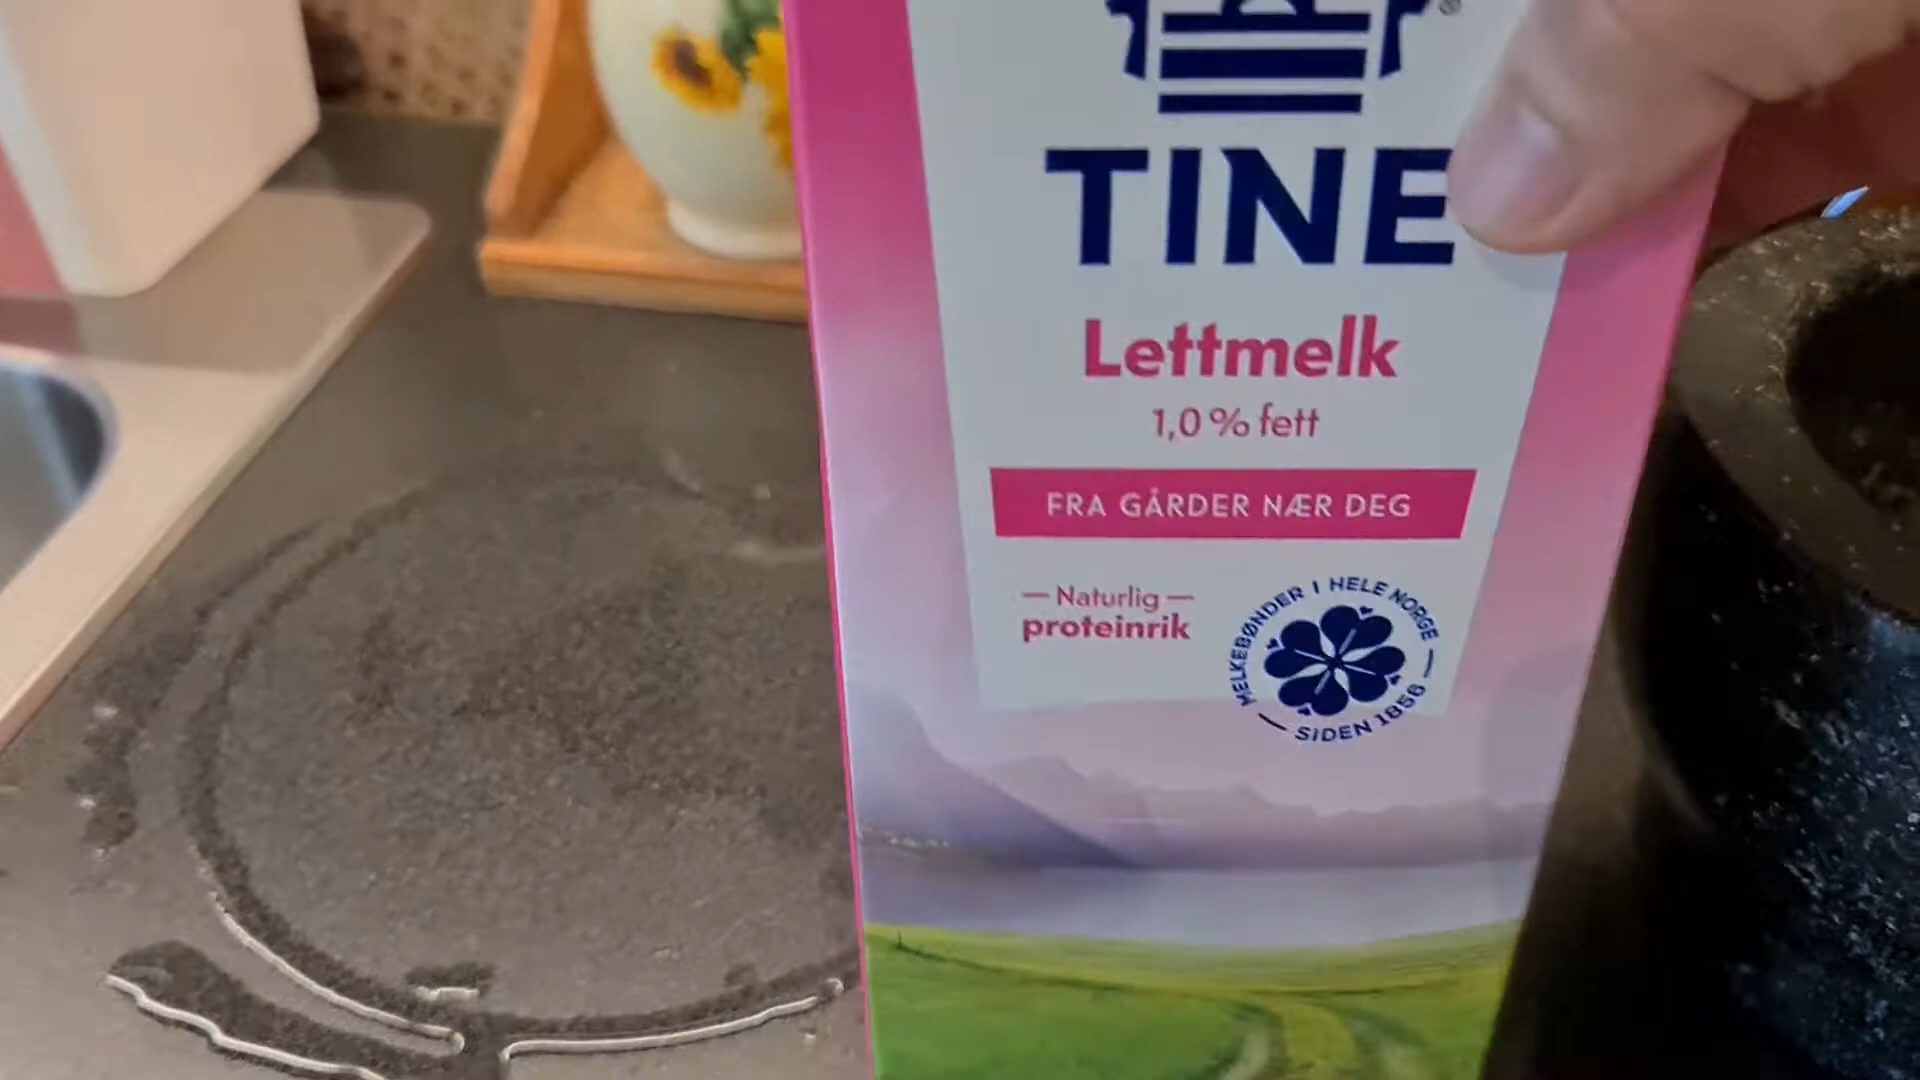 ®
TINE
Lettmelk
1,0 % fett
FRA GÅRDER NÆR DEG
— Naturlig —
proteinrik
MELKEBØNDER I HELE NORGE
— SIDEN 1856 —